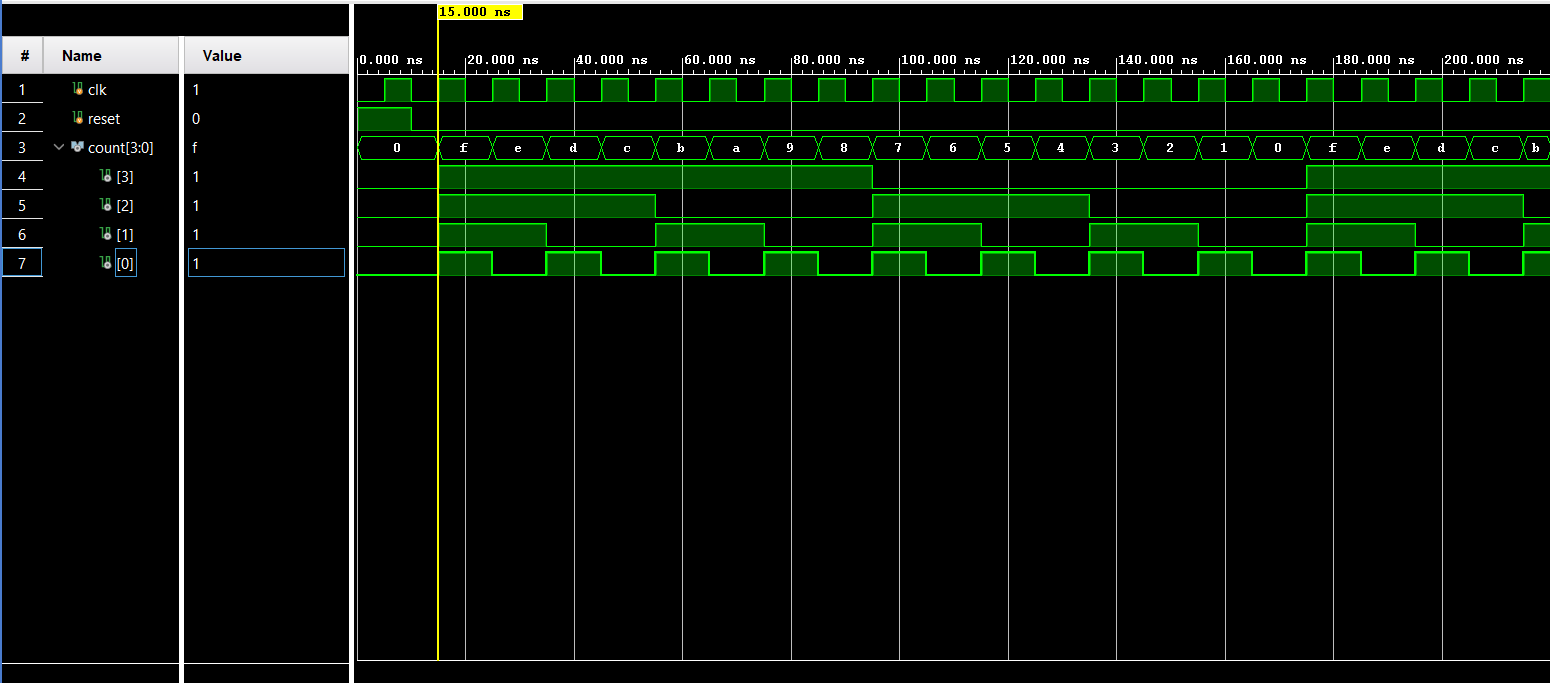 15.000 ns
# Name Value
0.000 ns 20.000 ns 40.000 ns 60.000 ns 80.000 ns 100.000 ns 120.000 ns 140.000 ns 160.000 ns 180.000 ns 200.000 ns
1 clk 1
2 reset 0
3 count[3:0] f 0 f e d c b a 9 8 7 6 5 4 3 2 1 0 f e d c b
4 [3] 1
5 [2] 1
6 [1] 1
7 [0] 1